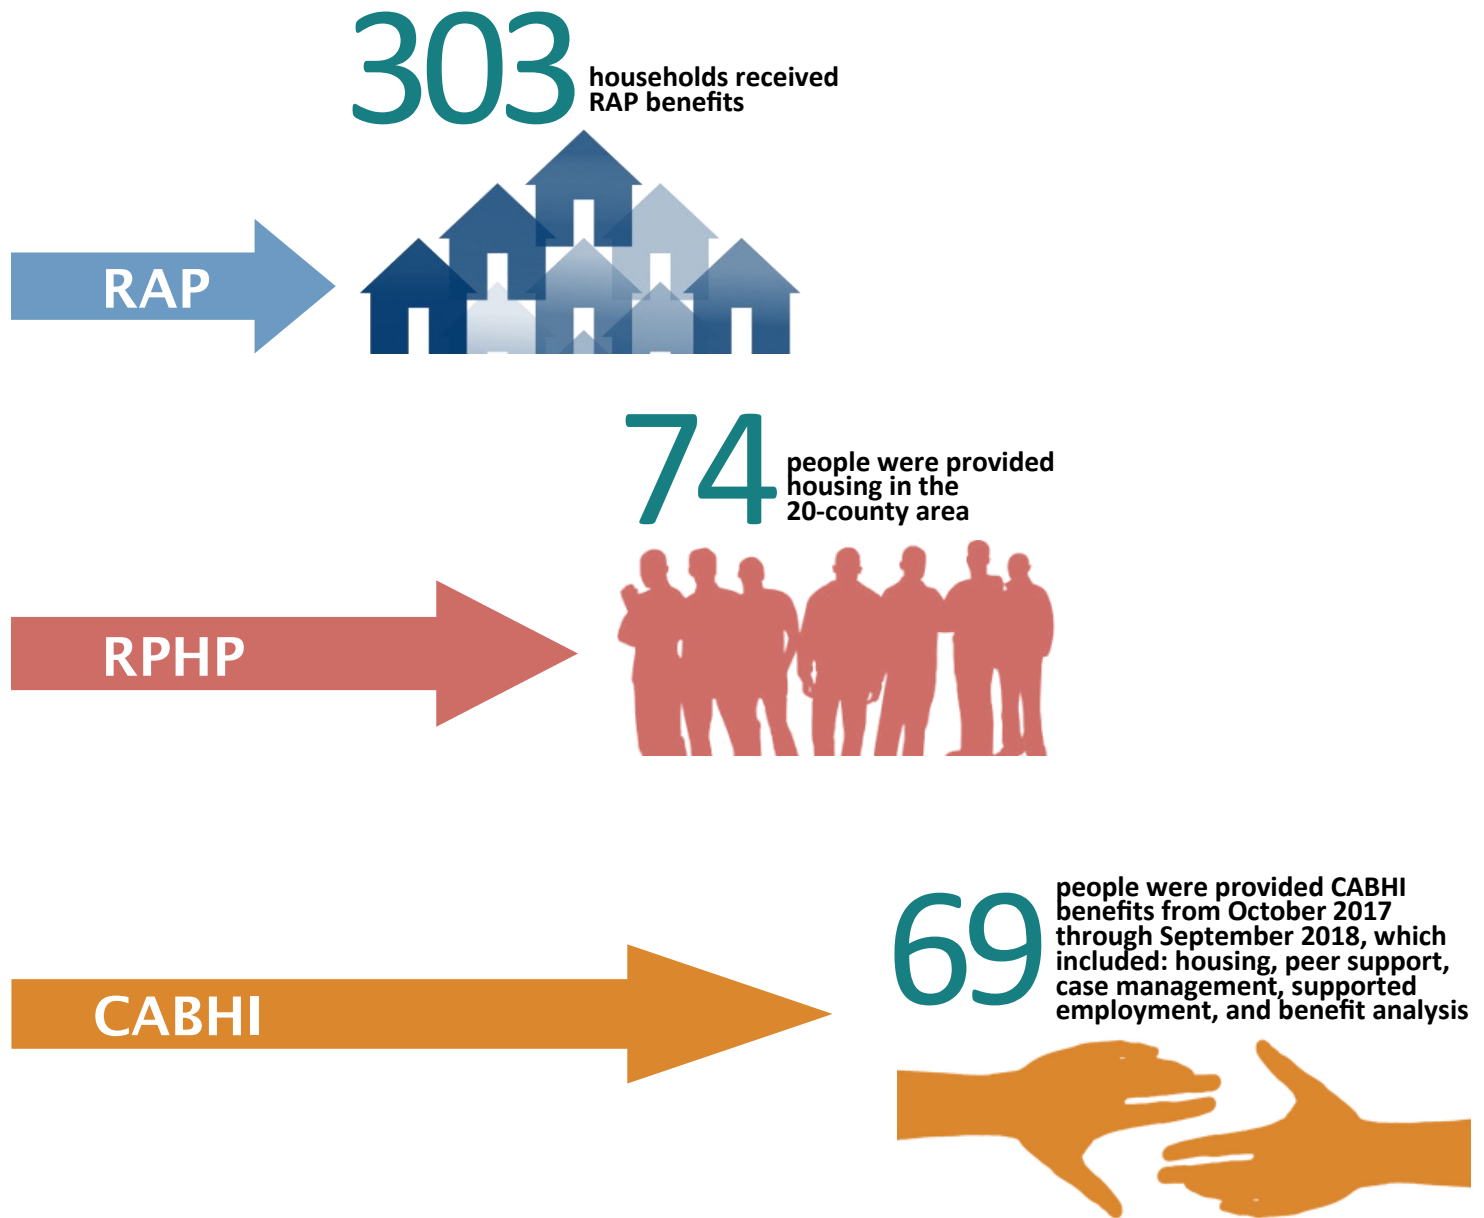 303
households received
RAP benefits
RAP
74
people were provided
housing in the
20-county area
RPHP
69
people were provided CABHI
benefits from October 2017
through September 2018, which
included: housing, peer support,
case management, supported
employment, and benefit analysis
CABHI